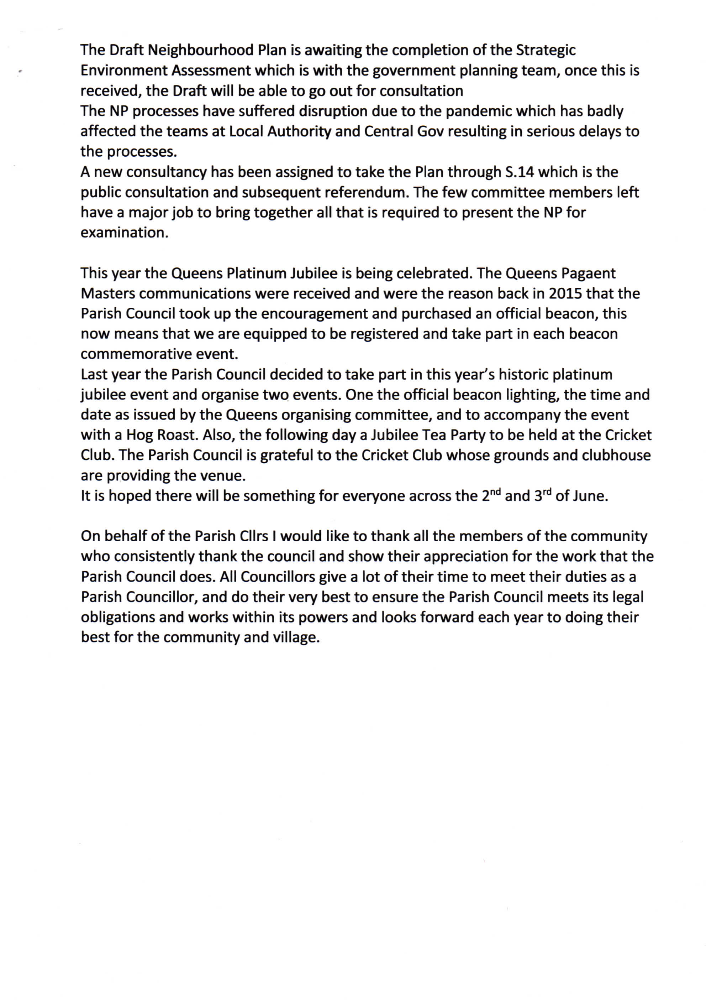 The Draft Neighbourhood Plan is awaiting the completion of the Strategic
Environment Assessment which is with the government planning team, once this is
received, the Draft will be able to go out for consultation
The NP processes have suffered disruption due to the pandemic which has badly
affected the teams at Local Authority and Central Gov resulting in serious delays to
the processes.
A new consultancy has been assigned to take the Plan through S.14 which is the
public consultation and subsequent referendum. The few committee members left
have a major job to bring together all that is required to present the NP for
examination.

This year the Queens Platinum Jubilee is being celebrated. The Queens Pagaent
Masters communications were received and were the reason back in 2015 that the
Parish Council took up the encouragement and purchased an official beacon, this
now means that we are equipped to be registered and take part in each beacon
commemorative event.
Last year the Parish Council decided to take part in this year’s historic platinum
jubilee event and organise two events. One the official beacon lighting, the time and
date as issued by the Queens organising committee, and to accompany the event
with a Hog Roast. Also, the following day a Jubilee Tea Party to be held at the Cricket
Club. The Parish Council is grateful to the Cricket Club whose grounds and clubhouse
are providing the venue.
It is hoped there will be something for everyone across the 2nd and 3rd of June.

On behalf of the Parish Cllrs I would like to thank all the members of the community
who consistently thank the council and show their appreciation for the work that the
Parish Council does. All Councillors give a lot of their time to meet their duties as a
Parish Councillor, and do their very best to ensure the Parish Council meets its legal
obligations and works within its powers and looks forward each year to doing their
best for the community and village.